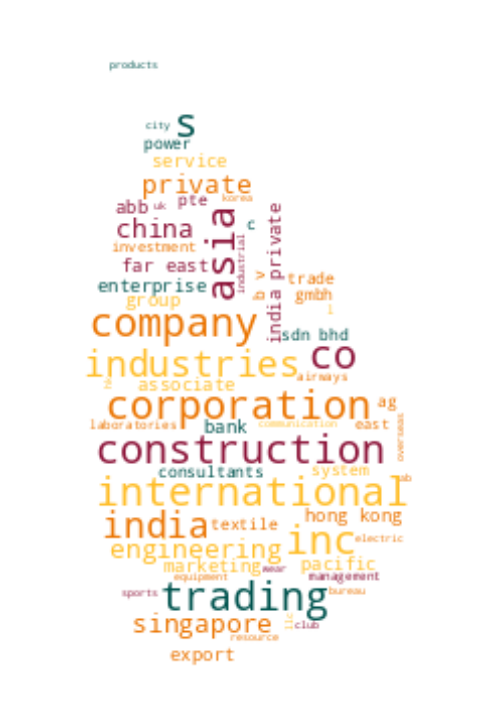 products
city s
power
service
private
abb uk pte korea
china asia c
investment industrial india private
far east
enterprise b v trade
group gmbh
l
company sdn bhd
industries co
airways
associate
corporation ag
laboratories bank communication east overseas
construction
consultants system
ab
international
india textile hong kong
inc electric
engineering
marketing wear pacific
equipment management
sports trading bureau
singapore llc club
resource
export